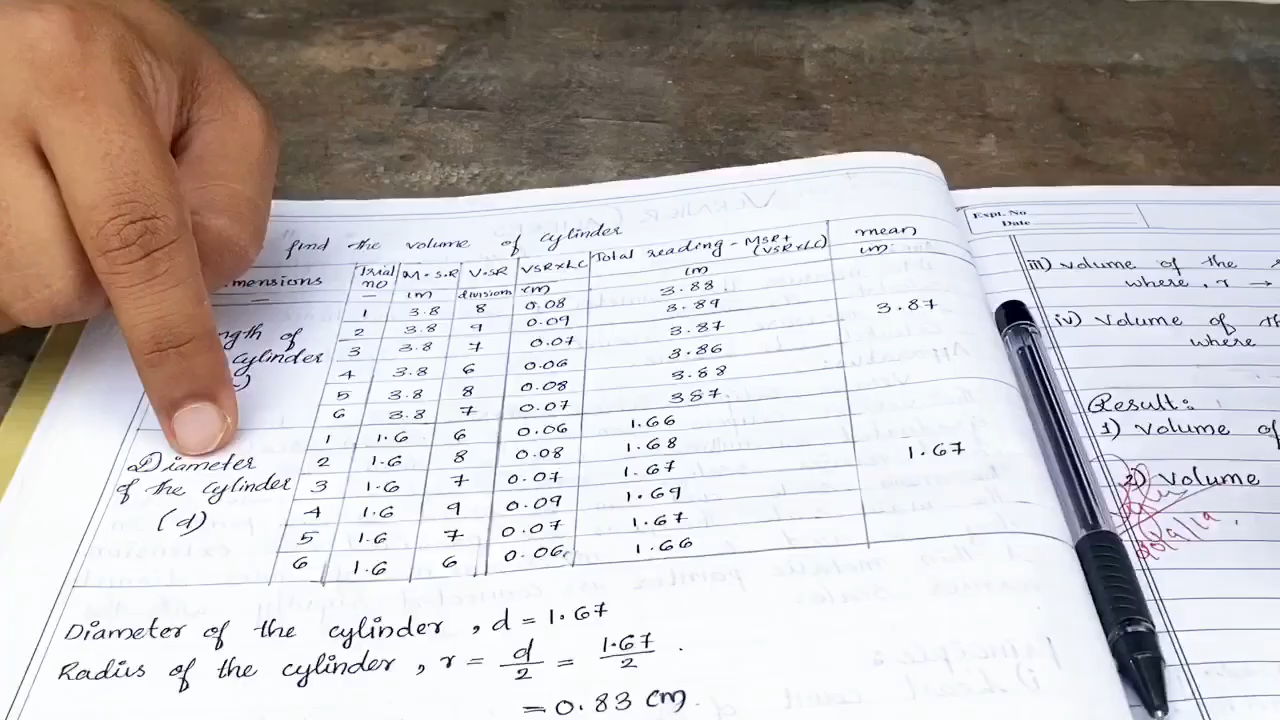 find the volume of cylinder
mensions Trial no M.S.R V.SR VSRxLC Total reading - MSR+ (VSRxLC) mean
— — cm division cm cm cm
ngth of cylinder
1 3.8 8 0.08 3.88 3.87
2 3.8 9 0.09 3.89
3 3.8 7 0.07 3.87
4 3.8 6 0.06 3.86
5 3.8 8 0.08 3.88
6 3.8 7 0.07 387
Diameter
of the cylinder
(d)
1 1.6 6 0.06 1.66 1.67
2 1.6 8 0.08 1.68
3 1.6 7 0.07 1.67
4 1.6 9 0.09 1.69
5 1.6 7 0.07 1.67
6 1.6 6 0.06 1.66
Diameter of the cylinder , d = 1.67
Radius of the cylinder , r = d/2 = 1.67/2 .
= 0.83 cm
Expt. No
Date
iii) Volume of the
where , r →
iv) Volume of
where
Result:
1) Volume of
2) Volume